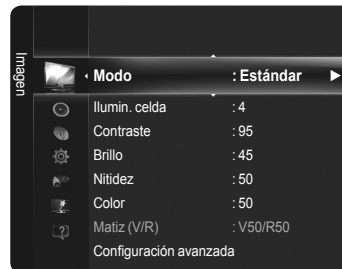 Imagen
Modo : Estándar
Ilumin. celda : 4
Contraste : 95
Brillo : 45
Nitidez : 50
Color : 50
Matiz (V/R) : V50/R50
Configuración avanzada